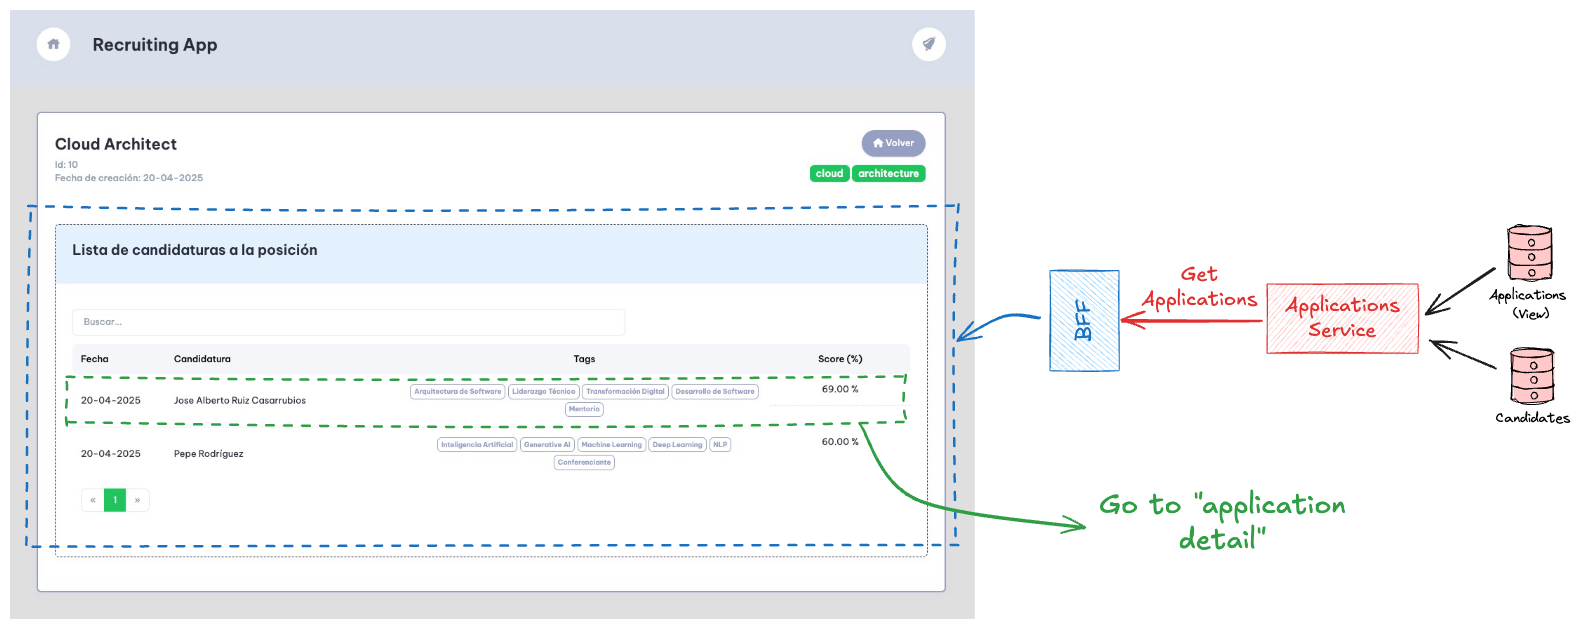 Recruiting App
Cloud Architect
Volver
Id: 10
Fecha de creación: 20-04-2025
cloud architecture
Lista de candidaturas a la posición
Buscar...
Fecha Candidatura Tags Score (%)
20-04-2025 Jose Alberto Ruiz Casarrubios Arquitectura de Software Liderazgo Técnico Transformación Digital Desarrollo de Software 69.00 %
Mentoría
20-04-2025 Pepe Rodríguez Inteligencia Artificial Generative AI Machine Learning Deep Learning NLP 60.00 %
Conferenciante
« 1 »
BFF
Get
Applications
Applications
Service
Applications
(View)
Candidates
Go to "application
detail"